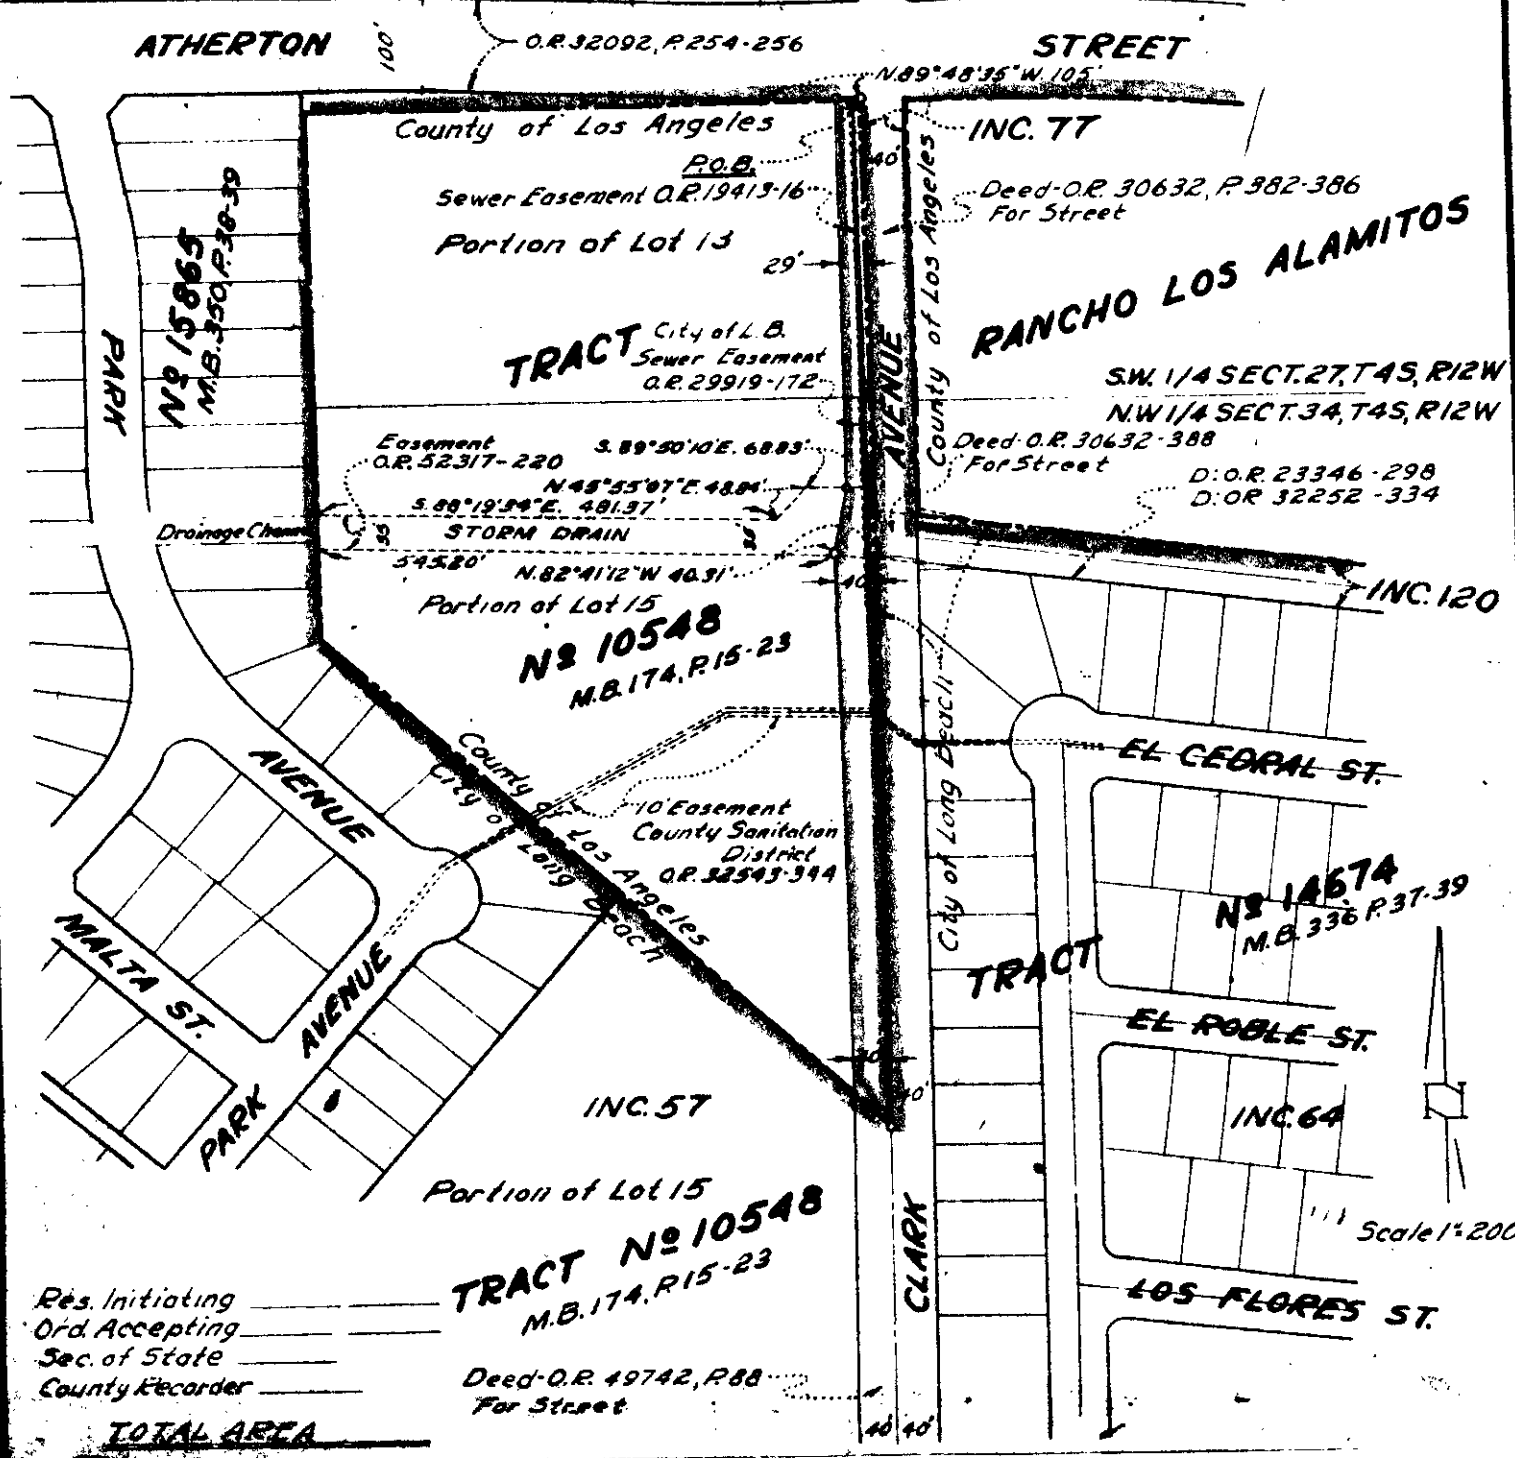 ATHERTON
100'
O.R. 32092, P. 254-256
STREET
N.89°48'35"W. 105'
County of Los Angeles
INC. 77
P.O.B.
40'
Sewer Easement O.R. 19413-16
Deed-O.R. 30632, P. 382-386
For Street
Portion of Lot 13
29'
County of Los Angeles
RANCHO LOS ALAMITOS
Nº 15865
M.B. 350, P. 38-39
PARK
TRACT
City of L.B.
Sewer Easement
O.R. 29919-172
AVENUE
S.W. 1/4 SECT. 27, T4S, R12W
N.W 1/4 SECT. 34, T4S, R12W
Easement
O.R. 52317-220
S. 89°50'10"E. 68.83'
Deed-O.R. 30632-388
For Street
N.45°55'07"E. 48.84'
D: O.R. 23346-298
D: OR 32252-334
S. 88°19'34"E. 481.37'
Drainage
35
STORM DRAIN
35
545.20'
N.82°41'12"W 40.31'
40'
INC. 120
Portion of Lot 15
Nº 10548
M.B. 174, P. 15-23
County of Los Angeles
City of Long Beach
AVENUE
EL CEDRAL ST.
City of Long Beach
10' Easement
County Sanitation
District
O.R. 32543-344
Nº 14674
M.B. 336 P. 37-39
TRACT
MALTA ST.
AVENUE
PARK
EL ROBLE ST.
40'
INC. 57
INC. 64
Portion of Lot 15
TRACT Nº 10548
M.B. 174, P. 15-23
CLARK
Scale 1"=200
LOS FLORES ST.
Res. Initiating
Ord. Accepting
Sec. of State
County Recorder
TOTAL AREA
Deed-O.R. 49742, P. 88
For Street
40' 40'